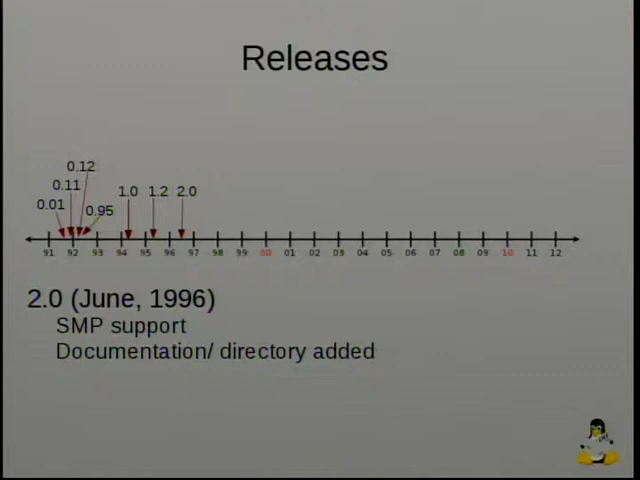 Releases
0.12
0.11
0.01
0.95
1.0 1.2 2.0
91 92 93 94 95 96 97 98 99 00 01 02 03 04 05 06 07 08 09 10 11 12
2.0 (June, 1996)
SMP support
Documentation/ directory added